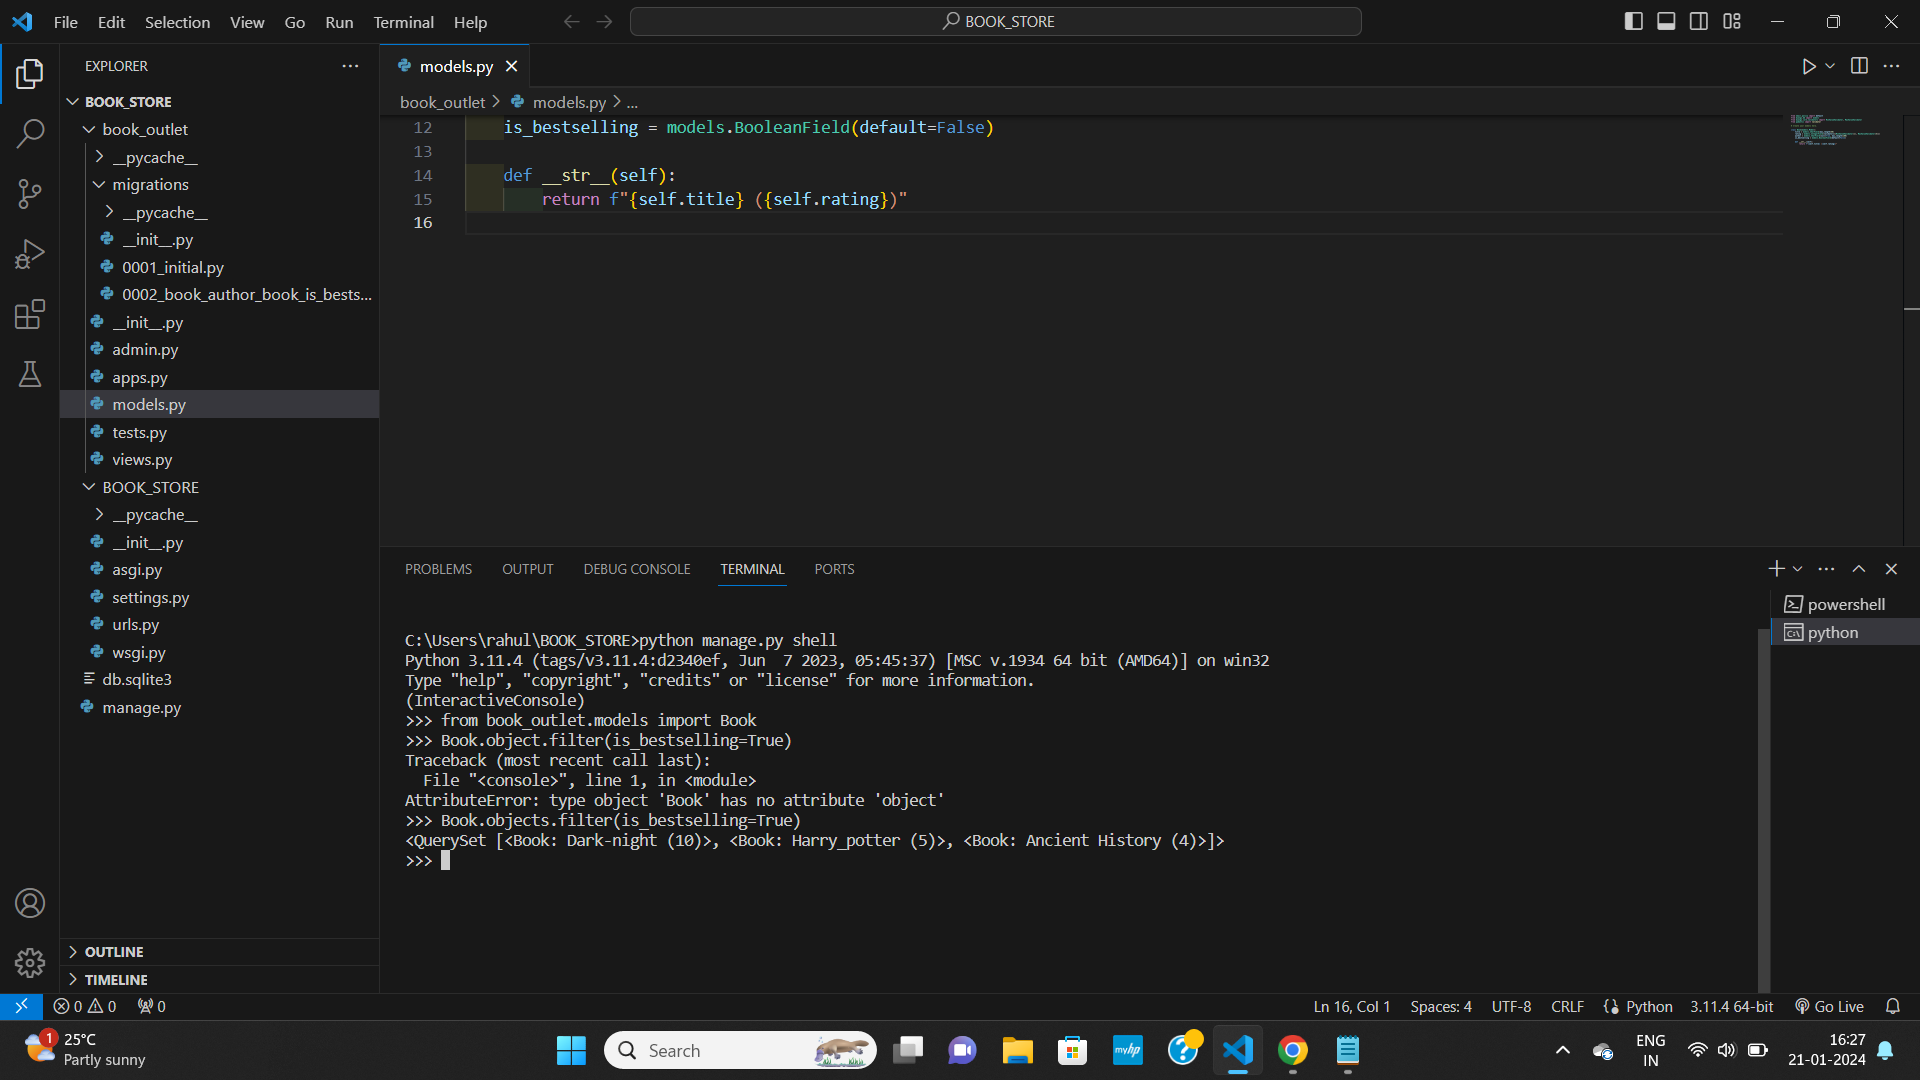 File Edit Selection View Go Run Terminal Help
BOOK_STORE
EXPLORER
BOOK_STORE
book_outlet
__pycache__
migrations
__pycache__
__init__.py
0001_initial.py
0002_book_author_book_is_bests...
__init__.py
admin.py
apps.py
models.py
tests.py
views.py
BOOK_STORE
__pycache__
__init__.py
asgi.py
settings.py
urls.py
wsgi.py
db.sqlite3
manage.py
OUTLINE
TIMELINE
models.py
book_outlet > models.py > ...
12 is_bestselling = models.BooleanField(default=False)
13
14 def __str__(self):
15 return f"{self.title} ({self.rating})"
16
PROBLEMS OUTPUT DEBUG CONSOLE TERMINAL PORTS
powershell
python
C:\Users\rahul\BOOK_STORE>python manage.py shell
Python 3.11.4 (tags/v3.11.4:d2340ef, Jun  7 2023, 05:45:37) [MSC v.1934 64 bit (AMD64)] on win32
Type "help", "copyright", "credits" or "license" for more information.
(InteractiveConsole)
>>> from book_outlet.models import Book
>>> Book.object.filter(is_bestselling=True)
Traceback (most recent call last):
  File "<console>", line 1, in <module>
AttributeError: type object 'Book' has no attribute 'object'
>>> Book.objects.filter(is_bestselling=True)
<QuerySet [<Book: Dark-night (10)>, <Book: Harry_potter (5)>, <Book: Ancient History (4)>]>
>>>
0 0 0 Ln 16, Col 1 Spaces: 4 UTF-8 CRLF Python 3.11.4 64-bit Go Live
1 25°C
Partly sunny
Search
myhp
ENG
IN
16:27
21-01-2024